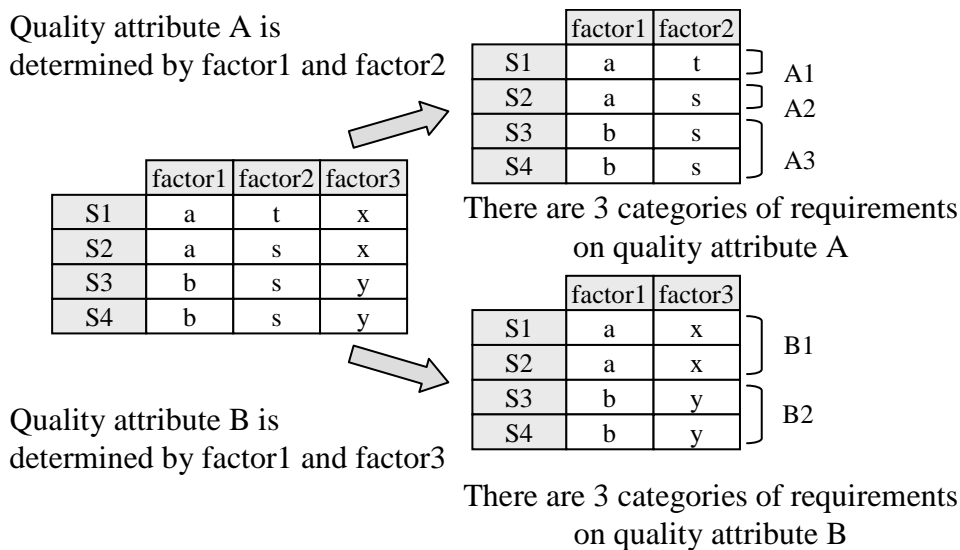 Quality attribute A is
determined by factor1 and factor2
factor1 factor2 factor3
S1 a t x
S2 a s x
S3 b s y
S4 b s y
Quality attribute B is
determined by factor1 and factor3
factor1 factor2
S1 a t
S2 a s
S3 b s
S4 b s
A1
A2
A3
There are 3 categories of requirements
on quality attribute A
factor1 factor3
S1 a x
S2 a x
S3 b y
S4 b y
B1
B2
There are 3 categories of requirements
on quality attribute B